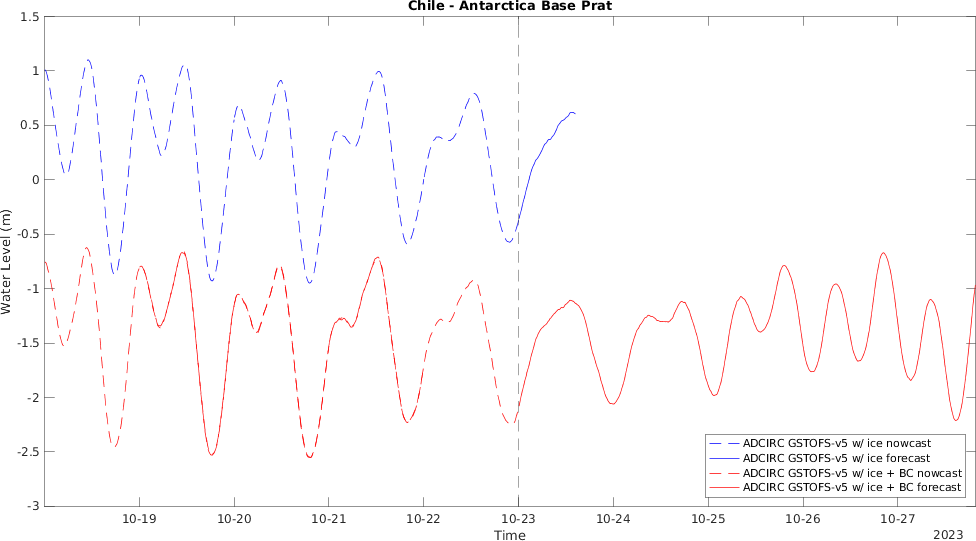 Chile - Antarctica Base Prat
1.5
1
0.5
0
-0.5
-1
-1.5
-2
-2.5
-3
Water Level (m)
10-19 10-20 10-21 10-22 10-23 10-24 10-25 10-26 10-27
Time
2023
ADCIRC GSTOFS-v5 w/ ice nowcast
ADCIRC GSTOFS-v5 w/ ice forecast
ADCIRC GSTOFS-v5 w/ ice + BC nowcast
ADCIRC GSTOFS-v5 w/ ice + BC forecast